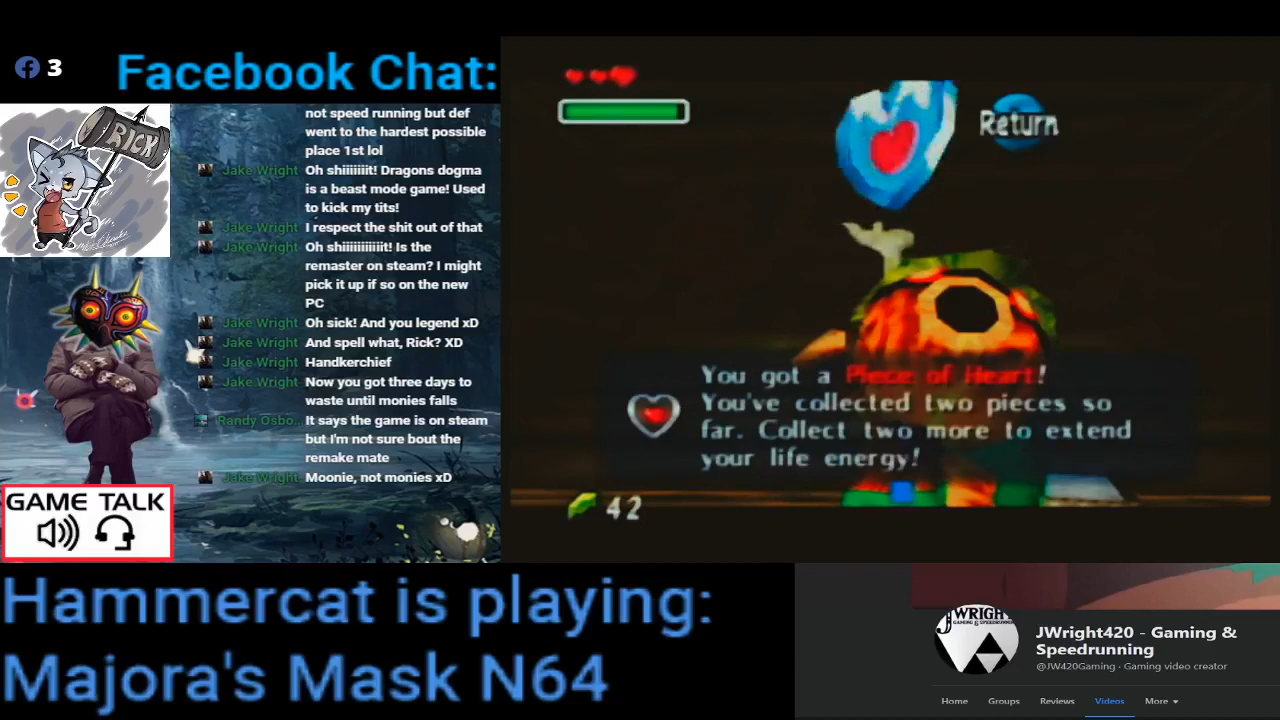 3
Facebook Chat:
RICK
not speed running but def
went to the hardest possible
place 1st lol
Jake Wright Oh shiiiiiiit! Dragons dogma
is a beast mode game! Used
to kick my tits!
Jake Wright I respect the shit out of that
Jake Wright Oh shiiiiiiiiiiit! Is the
remaster on steam? I might
pick it up if so on the new
PC
Jake Wright Oh sick! And you legend xD
Jake Wright And spell what, Rick? XD
Jake Wright Handkerchief
Jake Wright Now you got three days to
waste until monies falls
Randy Osbo... It says the game is on steam
but I'm not sure bout the
remake mate
Jake Wright Moonie, not monies xD
GAME TALK
Return
You got a Piece of Heart!
You've collected two pieces so
far. Collect two more to extend
your life energy!
42
Hammercat is playing:
Majora's Mask N64
JWRIGHT
GAMING & SPEEDRUNNING
JWright420 - Gaming &
Speedrunning
@JW420Gaming · Gaming video creator
Home Groups Reviews Videos More